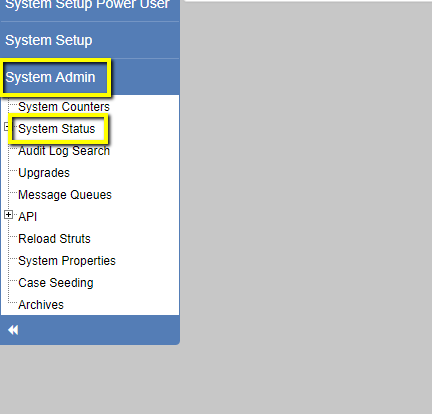 System Setup Power User
System Setup
System Admin
System Counters
System Status
Audit Log Search
Upgrades
Message Queues
API
Reload Struts
System Properties
Case Seeding
Archives